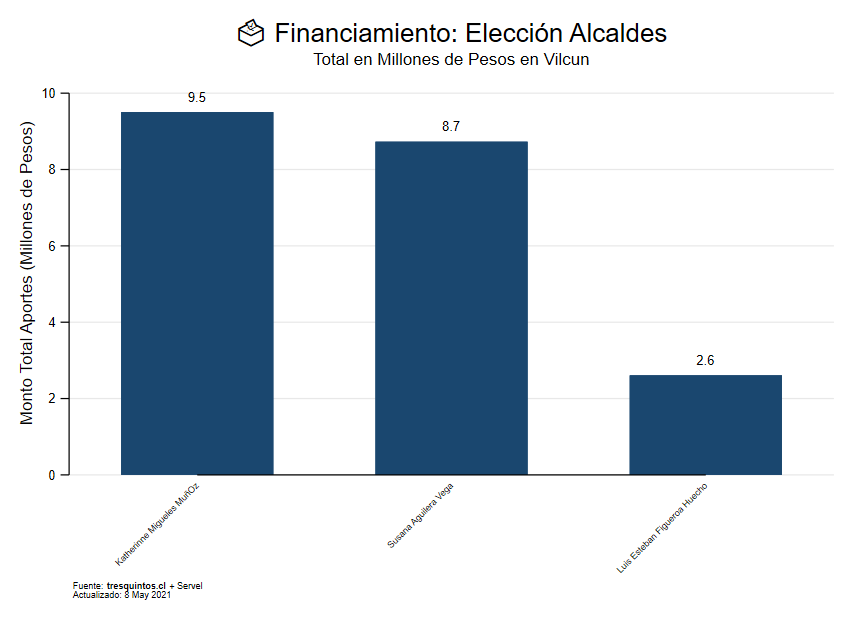 Financiamiento: Elección Alcaldes
Total en Millones de Pesos en Vilcun
Monto Total Aportes (Millones de Pesos)
10
8
6
4
2
0
9.5
8.7
2.6
Katherinne Migueles MuñOz
Susana Aguilera Vega
Luis Esteban Figueroa Huecho
Fuente: tresquintos.cl + Servel
Actualizado: 8 May 2021